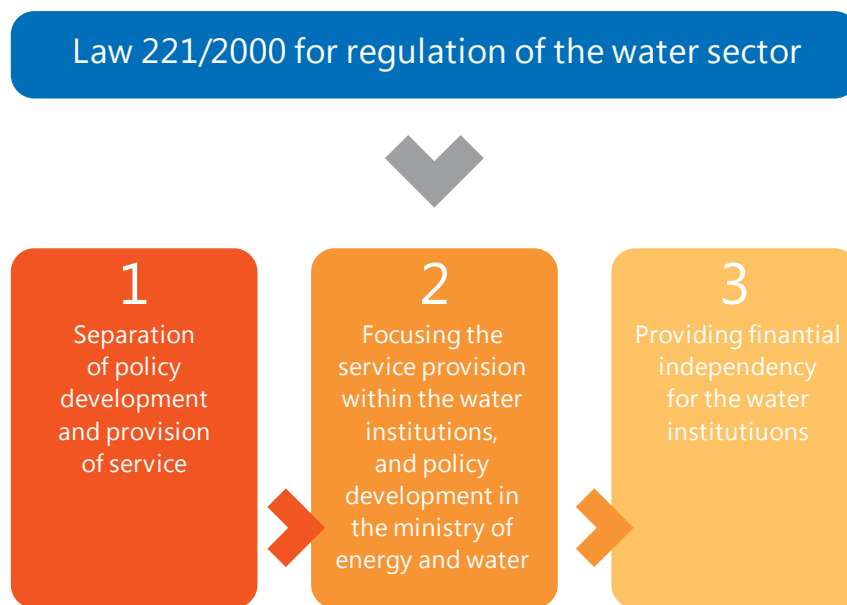 Law 221/2000 for regulation of the water sector
1
Separation
of policy
development
and provision
of service
2
Focusing the
service provision
within the water
institutions,
and policy
development in
the ministry of
energy and water
3
Providing finantial
independency
for the water
institutiuons